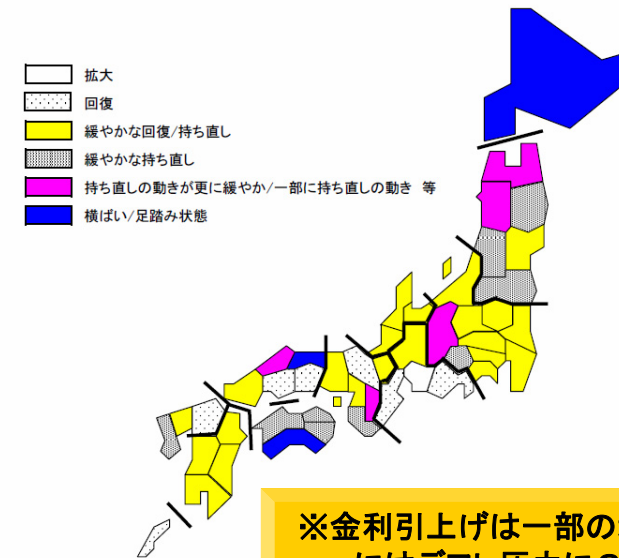 拡大
回復
緩やかな回復/持ち直し
緩やかな持ち直し
持ち直しの動きが更に緩やか/一部に持ち直しの動き 等
横ばい/足踏み状態
※金利引上げは一部の